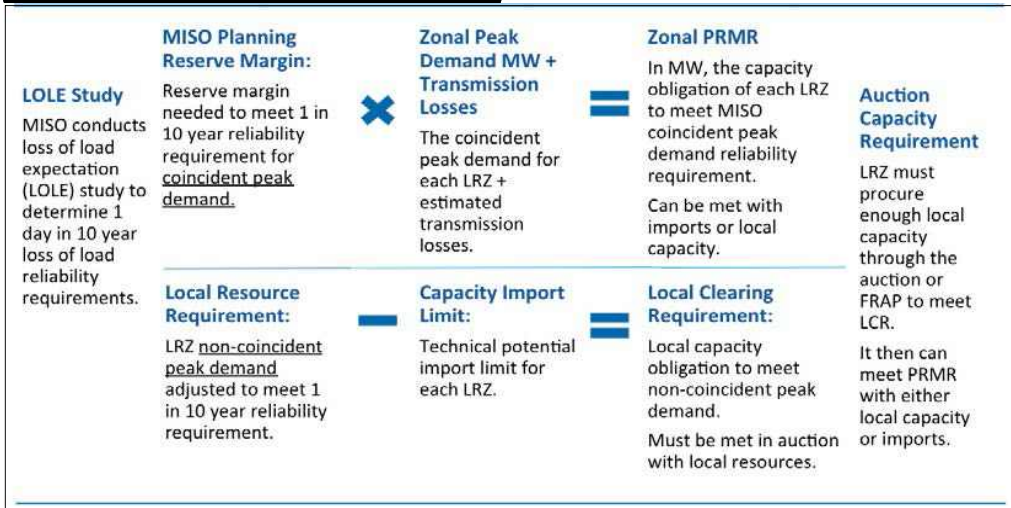 LOLE Study
MISO conducts
loss of load
expectation
(LOLE) study to
determine 1
day in 10 year
loss of load
reliability
requirements.
MISO Planning
Reserve Margin:
Reserve margin
needed to meet 1 in
10 year reliability
requirement for
coincident peak
demand.
Zonal Peak
Demand MW +
Transmission
Losses
The coincident
peak demand for
each LRZ +
estimated
transmission
losses.
Zonal PRMR
In MW, the capacity
obligation of each LRZ
to meet MISO
coincident peak
demand reliability
requirement.
Can be met with
imports or local
capacity.
Local Resource
Requirement:
LRZ non-coincident
peak demand
adjusted to meet 1
in 10 year reliability
requirement.
Capacity Import
Limit:
Technical potential
import limit for
each LRZ.
Local Clearing
Requirement:
Local capacity
obligation to meet
non-coincident peak
demand.
Must be met in auction
with local resources.
Auction
Capacity
Requirement
LRZ must
procure
enough local
capacity
through the
auction or
FRAP to meet
LCR.
It then can
meet PRMR
with either
local capacity
or imports.